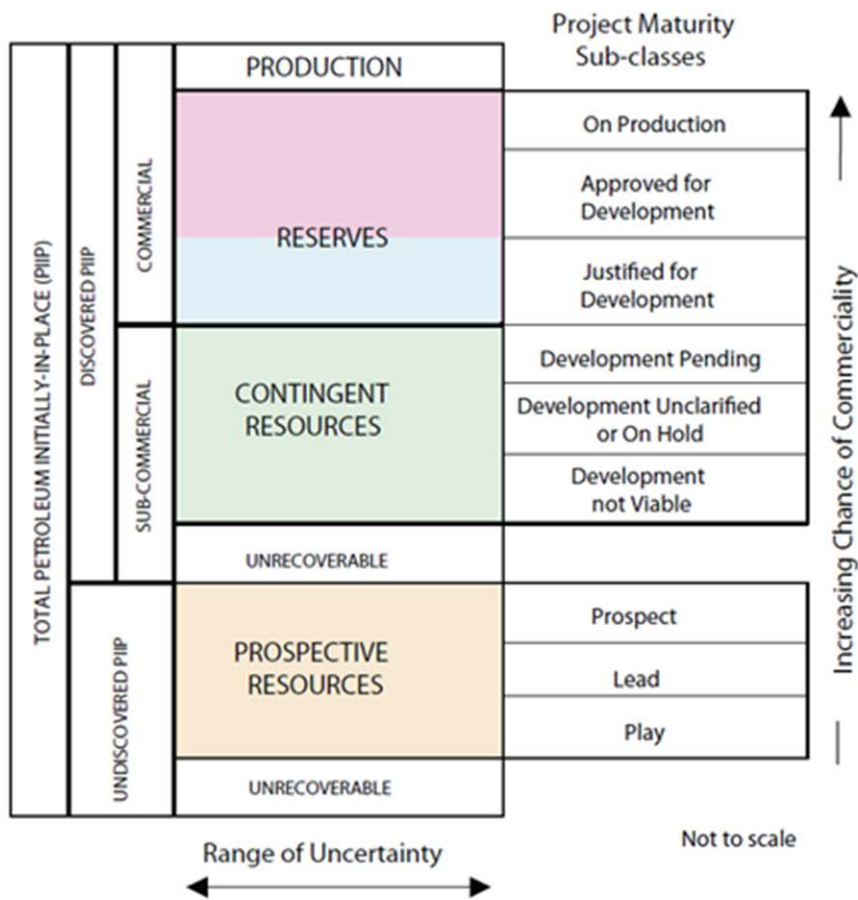 Project Maturity
Sub-classes
PRODUCTION
On Production
Approved for
Development
RESERVES
Justified for
Development
COMMERCIAL
DISCOVERED PIIP
TOTAL PETROLEUM INITIALLY-IN-PLACE (PIIP)
CONTINGENT
RESOURCES
Development Pending
Development Unclarified
or On Hold
Development
not Viable
SUB-COMMERCIAL
UNRECOVERABLE
PROSPECTIVE
RESOURCES
Prospect
Lead
Play
UNDISCOVERED PIIP
UNRECOVERABLE
Increasing Chance of Commerciality
Range of Uncertainty
Not to scale